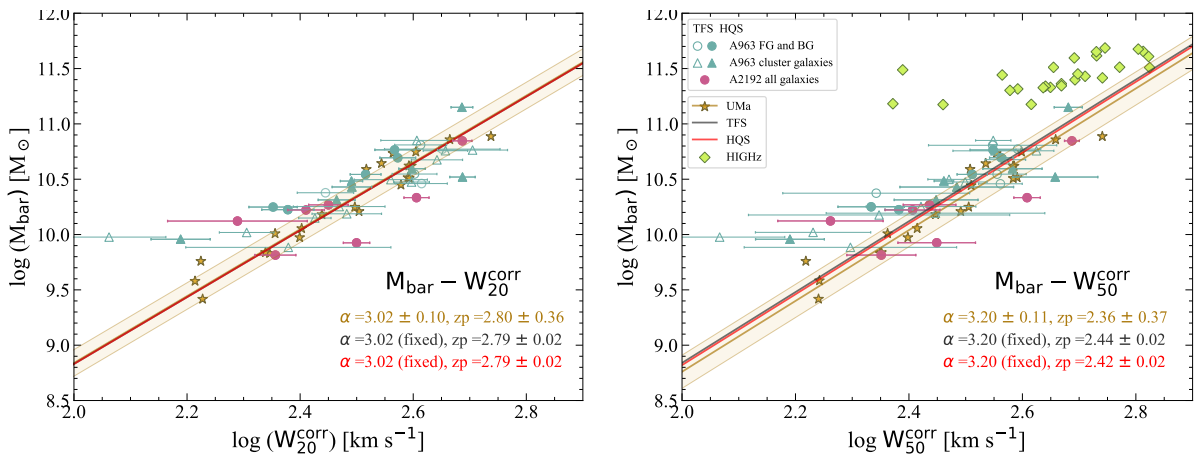 12.0
11.5
11.0
10.5
10.0
9.5
9.0
8.5
log (M_bar) [M_⊙]
M_bar − W_20^corr
α =3.02 ± 0.10, zp =2.80 ± 0.36
α =3.02 (fixed), zp =2.79 ± 0.02
α =3.02 (fixed), zp =2.79 ± 0.02
2.0 2.2 2.4 2.6 2.8
log (W_20^corr) [km s⁻¹]
12.0
11.5
11.0
10.5
10.0
9.5
9.0
8.5
log (M_bar) [M_⊙]
TFS HQS
A963 FG and BG
A963 cluster galaxies
A2192 all galaxies
UMa
TFS
HQS
HIGHz
M_bar − W_50^corr
α =3.20 ± 0.11, zp =2.36 ± 0.37
α =3.20 (fixed), zp =2.44 ± 0.02
α =3.20 (fixed), zp =2.42 ± 0.02
2.0 2.2 2.4 2.6 2.8
log W_50^corr [km s⁻¹]